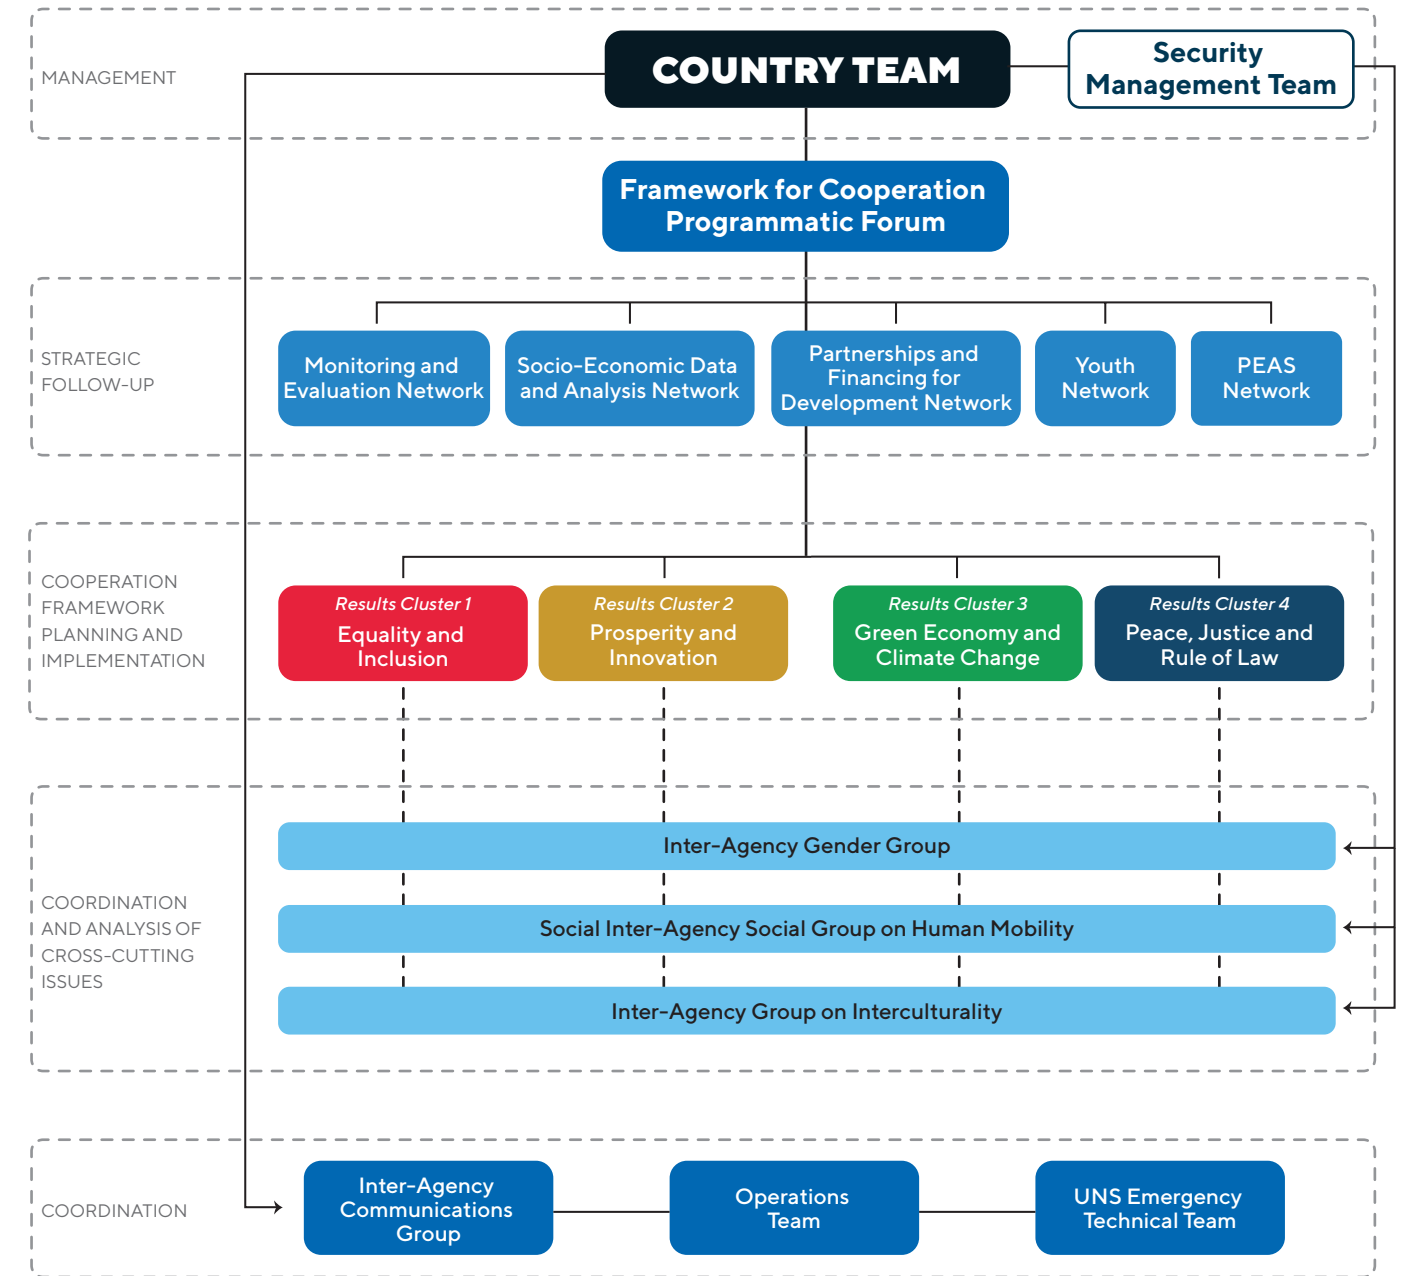 MANAGEMENT
COUNTRY TEAM
Security
Management Team
Framework for Cooperation
Programmatic Forum
STRATEGIC
FOLLOW-UP
Monitoring and
Evaluation Network
Socio-Economic Data
and Analysis Network
Partnerships and
Financing for
Development Network
Youth
Network
PEAS
Network
COOPERATION
FRAMEWORK
PLANNING AND
IMPLEMENTATION
Results Cluster 1
Equality and
Inclusion
Results Cluster 2
Prosperity and
Innovation
Results Cluster 3
Green Economy and
Climate Change
Results Cluster 4
Peace, Justice and
Rule of Law
COORDINATION
AND ANALYSIS OF
CROSS-CUTTING
ISSUES
Inter-Agency Gender Group
Social Inter-Agency Social Group on Human Mobility
Inter-Agency Group on Interculturality
COORDINATION
Inter-Agency
Communications
Group
Operations
Team
UNS Emergency
Technical Team